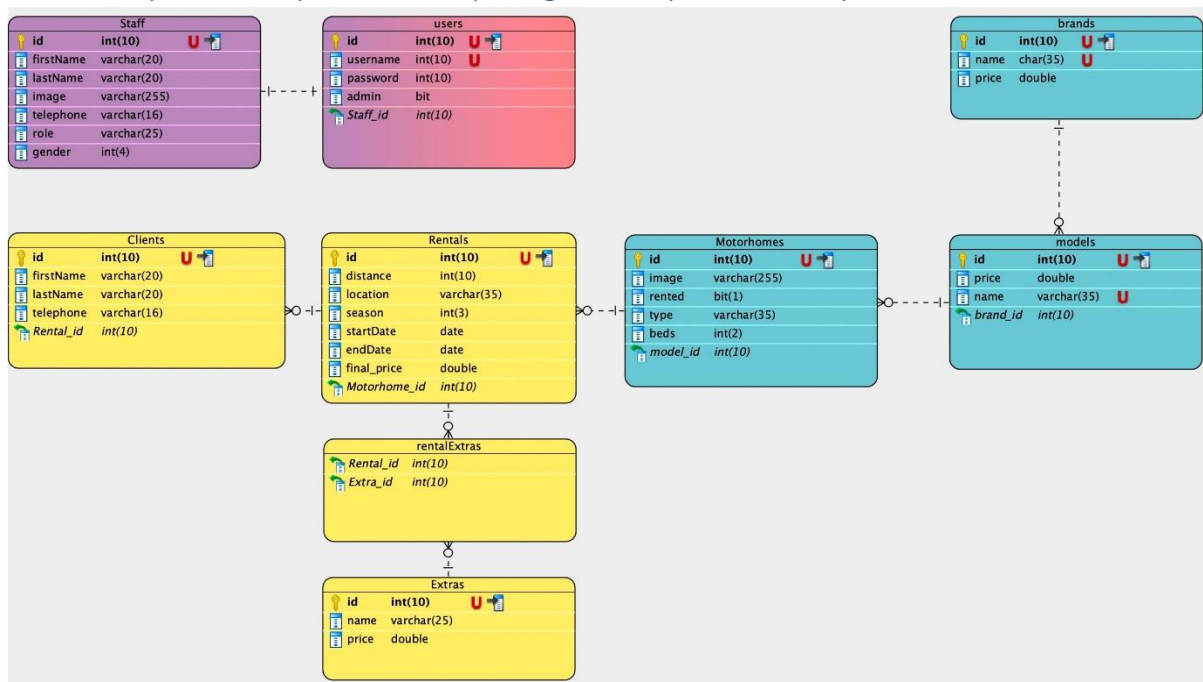 Staff
id int(10) U
firstName varchar(20)
lastName varchar(20)
image varchar(255)
telephone varchar(16)
role varchar(25)
gender int(4)
users
id int(10) U
username int(10) U
password int(10)
admin bit
Staff_id int(10)
brands
id int(10) U
name char(35) U
price double
Clients
id int(10) U
firstName varchar(20)
lastName varchar(20)
telephone varchar(16)
Rental_id int(10)
Rentals
id int(10) U
distance int(10)
location varchar(35)
season int(3)
startDate date
endDate date
final_price double
Motorhome_id int(10)
Motorhomes
id int(10) U
image varchar(255)
rented bit(1)
type varchar(35)
beds int(2)
model_id int(10)
models
id int(10) U
price double
name varchar(35) U
brand_id int(10)
rentalExtras
Rental_id int(10)
Extra_id int(10)
Extras
id int(10) U
name varchar(25)
price double